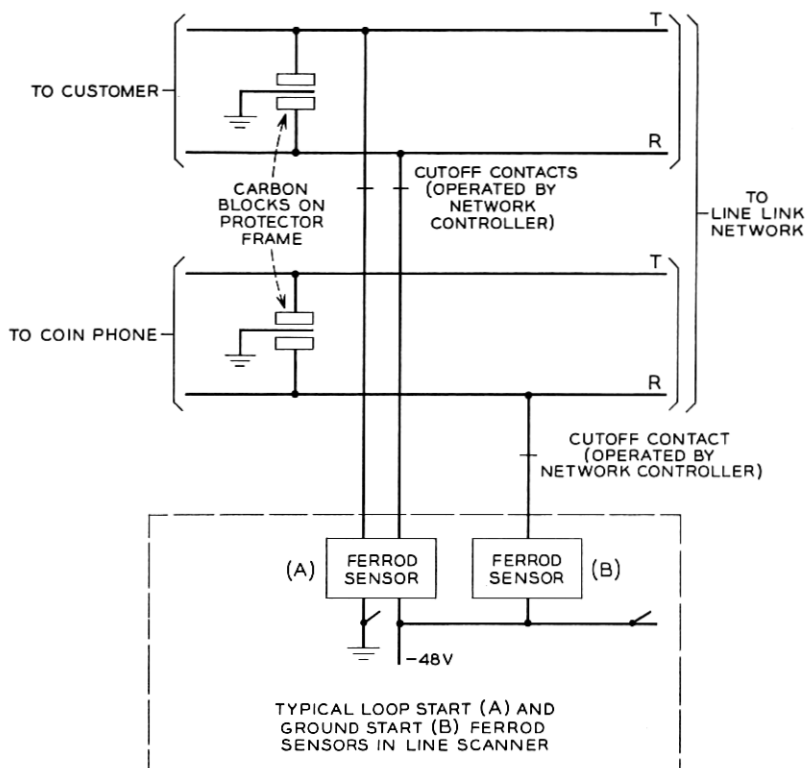 T
TO CUSTOMER
R
CARBON
BLOCKS ON
PROTECTOR
FRAME
CUTOFF CONTACTS
(OPERATED BY
NETWORK
CONTROLLER)
TO
LINE LINK
NETWORK
T
TO COIN PHONE
R
CUTOFF CONTACT
(OPERATED BY
NETWORK CONTROLLER)
(A)
FERROD
SENSOR
FERROD
SENSOR
(B)
-48V
TYPICAL LOOP START (A) AND
GROUND START (B) FERROD
SENSORS IN LINE SCANNER